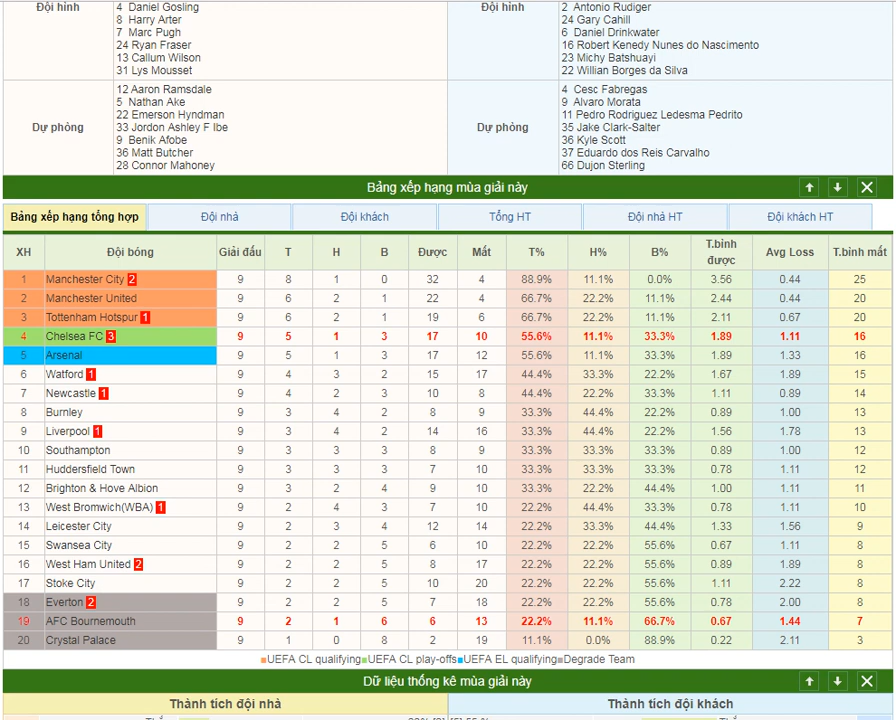 Đội hình
4 Daniel Gosling
8 Harry Arter
7 Marc Pugh
24 Ryan Fraser
13 Callum Wilson
31 Lys Mousset
Đội hình
2 Antonio Rudiger
24 Gary Cahill
6 Daniel Drinkwater
16 Robert Kenedy Nunes do Nascimento
23 Michy Batshuayi
22 Willian Borges da Silva
Dự phòng
12 Aaron Ramsdale
5 Nathan Ake
22 Emerson Hyndman
33 Jordon Ashley F Ibe
9 Benik Afobe
36 Matt Butcher
28 Connor Mahoney
Dự phòng
4 Cesc Fabregas
9 Alvaro Morata
11 Pedro Rodriguez Ledesma Pedrito
35 Jake Clark-Salter
36 Kyle Scott
37 Eduardo dos Reis Carvalho
66 Dujon Sterling
Bảng xếp hạng mùa giải này
Bảng xếp hạng tổng hợp Đội nhà Đội khách Tổng HT Đội nhà HT Đội khách HT
XH Đội bóng Giải đấu T H B Được Mất T% H% B% T.bình được Avg Loss T.bình mất
1 Manchester City 2 9 8 1 0 32 4 88.9% 11.1% 0.0% 3.56 0.44 25
2 Manchester United 9 6 2 1 22 4 66.7% 22.2% 11.1% 2.44 0.44 20
3 Tottenham Hotspur 1 9 6 2 1 19 6 66.7% 22.2% 11.1% 2.11 0.67 20
4 Chelsea FC 3 9 5 1 3 17 10 55.6% 11.1% 33.3% 1.89 1.11 16
5 Arsenal 9 5 1 3 17 12 55.6% 11.1% 33.3% 1.89 1.33 16
6 Watford 1 9 4 3 2 15 17 44.4% 33.3% 22.2% 1.67 1.89 15
7 Newcastle 1 9 4 2 3 10 8 44.4% 22.2% 33.3% 1.11 0.89 14
8 Burnley 9 3 4 2 8 9 33.3% 44.4% 22.2% 0.89 1.00 13
9 Liverpool 1 9 3 4 2 14 16 33.3% 44.4% 22.2% 1.56 1.78 13
10 Southampton 9 3 3 3 8 9 33.3% 33.3% 33.3% 0.89 1.00 12
11 Huddersfield Town 9 3 3 3 7 10 33.3% 33.3% 33.3% 0.78 1.11 12
12 Brighton & Hove Albion 9 3 2 4 9 10 33.3% 22.2% 44.4% 1.00 1.11 11
13 West Bromwich(WBA) 1 9 2 4 3 7 10 22.2% 44.4% 33.3% 0.78 1.11 10
14 Leicester City 9 2 3 4 12 14 22.2% 33.3% 44.4% 1.33 1.56 9
15 Swansea City 9 2 2 5 6 10 22.2% 22.2% 55.6% 0.67 1.11 8
16 West Ham United 2 9 2 2 5 8 17 22.2% 22.2% 55.6% 0.89 1.89 8
17 Stoke City 9 2 2 5 10 20 22.2% 22.2% 55.6% 1.11 2.22 8
18 Everton 2 9 2 2 5 7 18 22.2% 22.2% 55.6% 0.78 2.00 8
19 AFC Bournemouth 9 2 1 6 6 13 22.2% 11.1% 66.7% 0.67 1.44 7
20 Crystal Palace 9 1 0 8 2 19 11.1% 0.0% 88.9% 0.22 2.11 3
UEFA CL qualifying UEFA CL play-offs UEFA EL qualifying Degrade Team
Dữ liệu thống kê mùa giải này
Thành tích đội nhà Thành tích đội khách